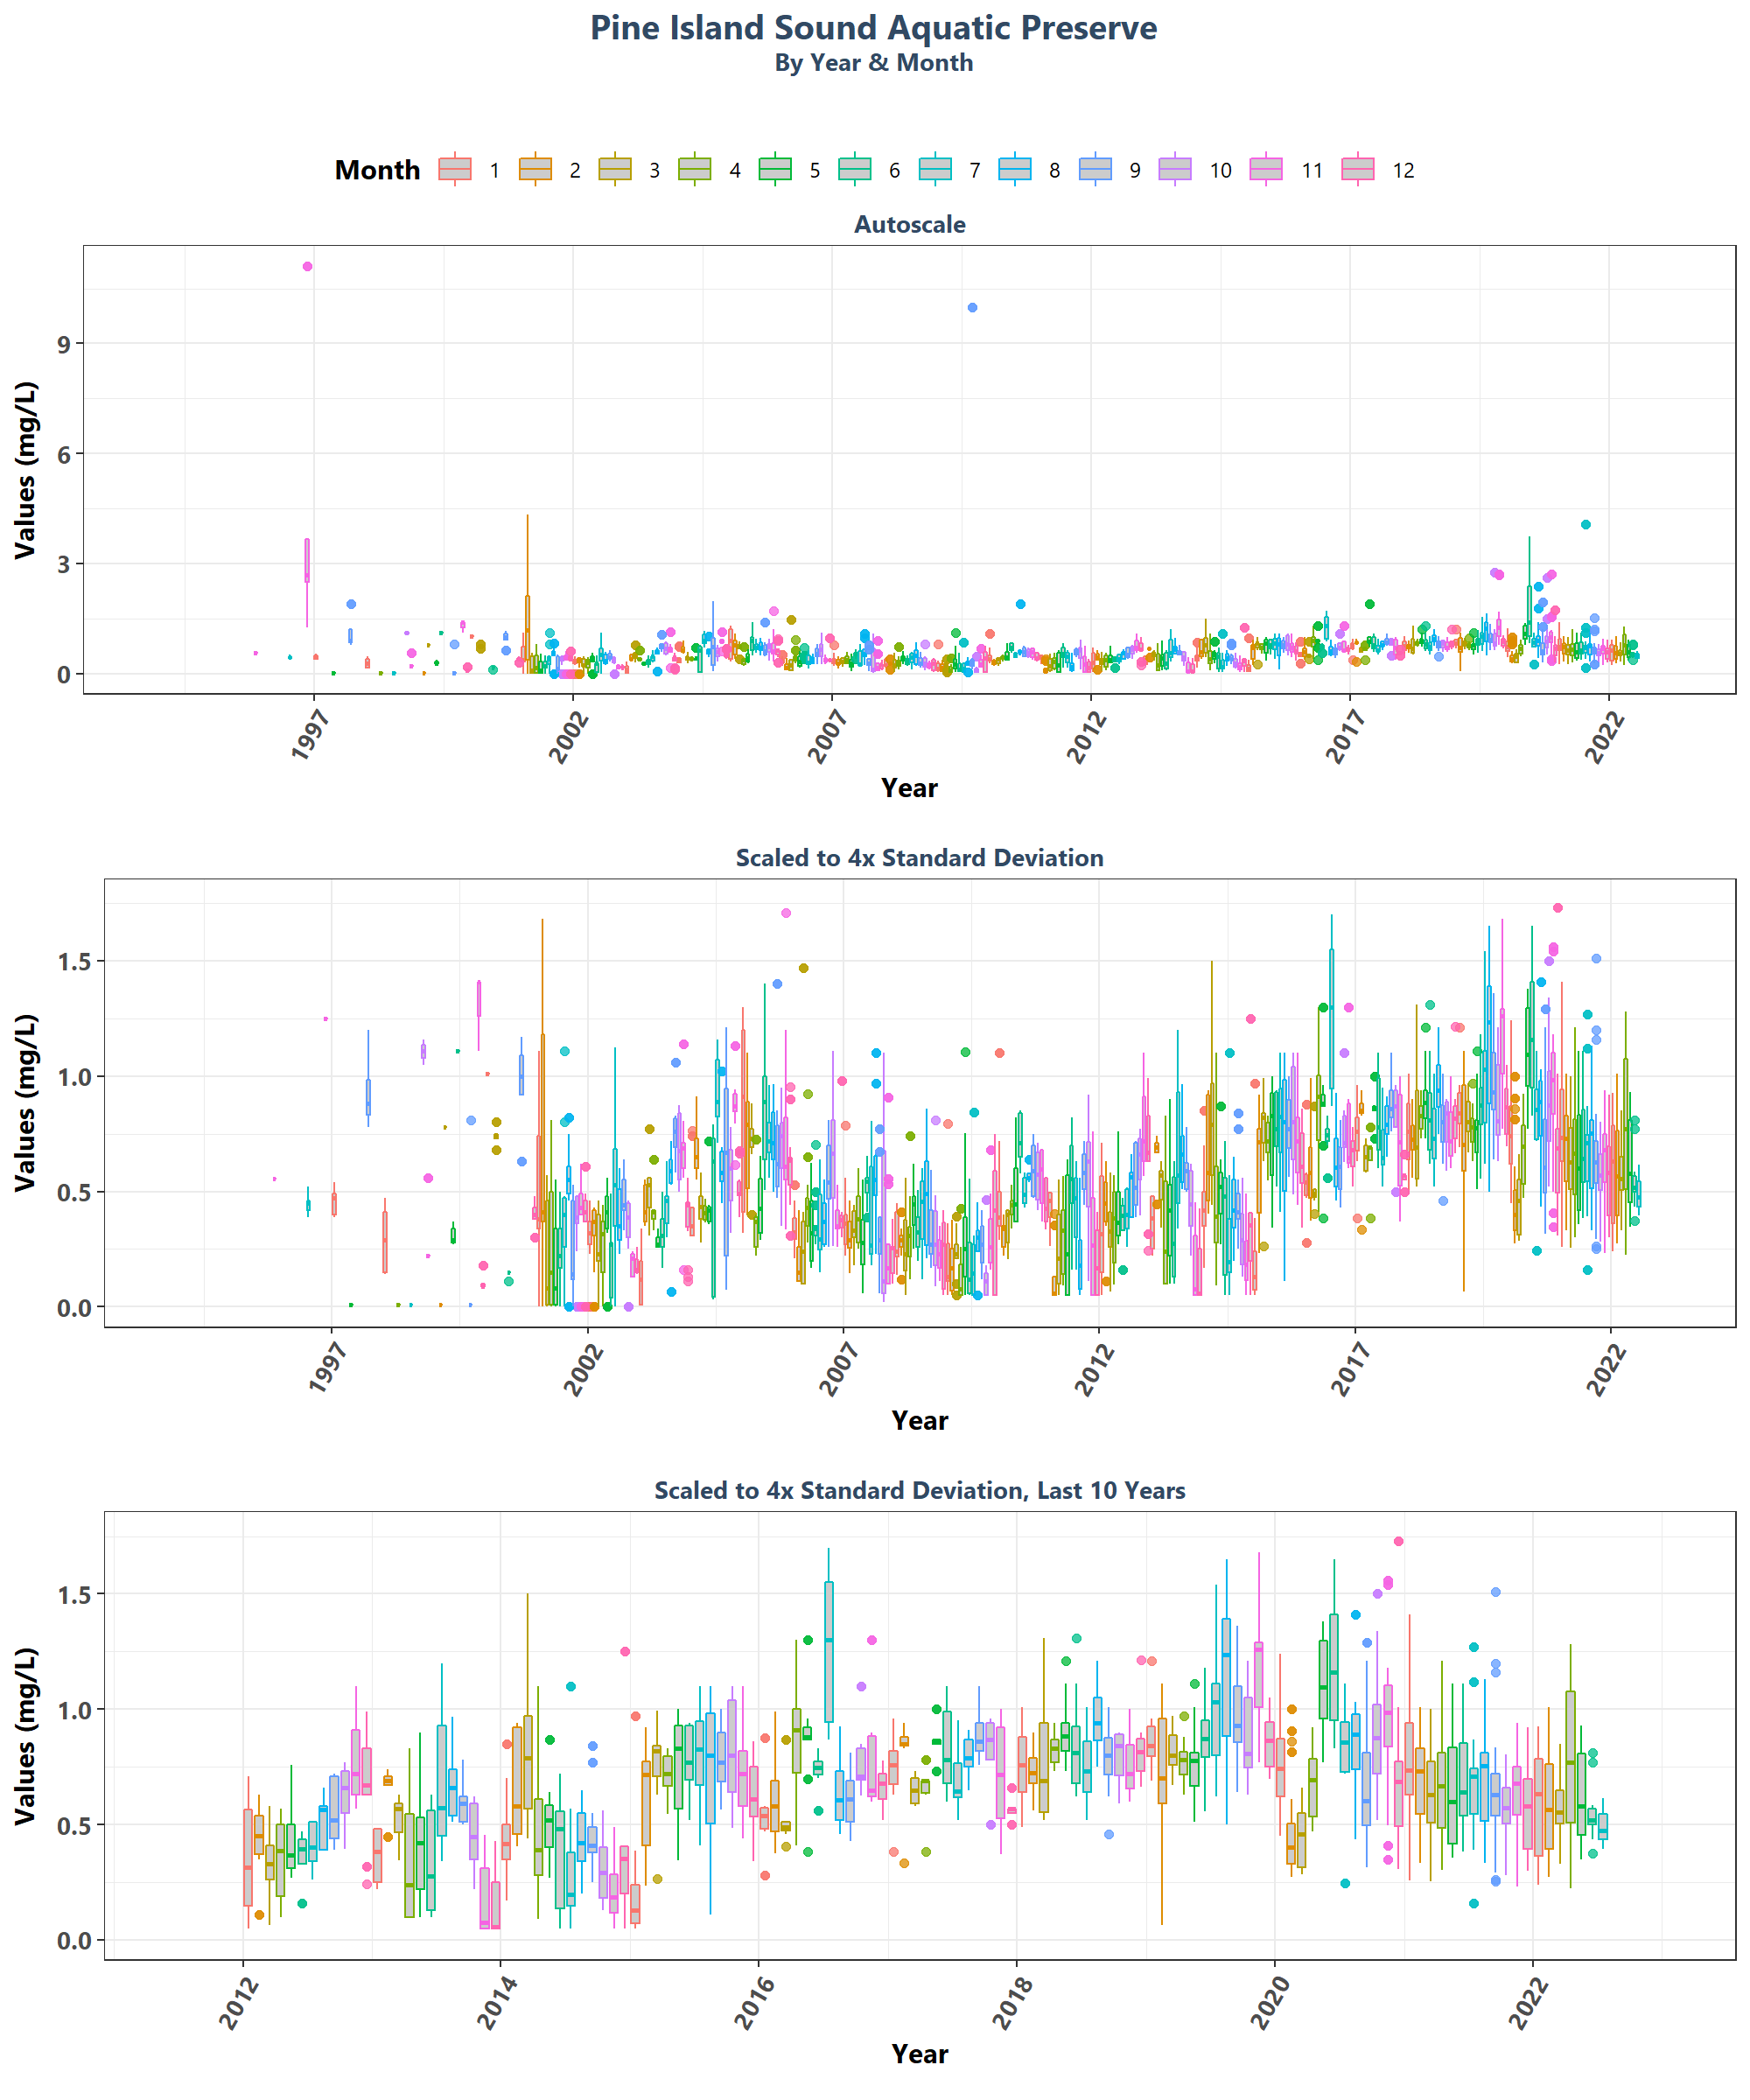 Pine Island Sound Aquatic Preserve
By Year & Month
Month 1 2 3 4 5 6 7 8 9 10 11 12
Autoscale
Values (mg/L)
9
6
3
0
1997 2002 2007 2012 2017 2022
Year
Scaled to 4x Standard Deviation
Values (mg/L)
1.5
1.0
0.5
0.0
1997 2002 2007 2012 2017 2022
Year
Scaled to 4x Standard Deviation, Last 10 Years
Values (mg/L)
1.5
1.0
0.5
0.0
2012 2014 2016 2018 2020 2022
Year